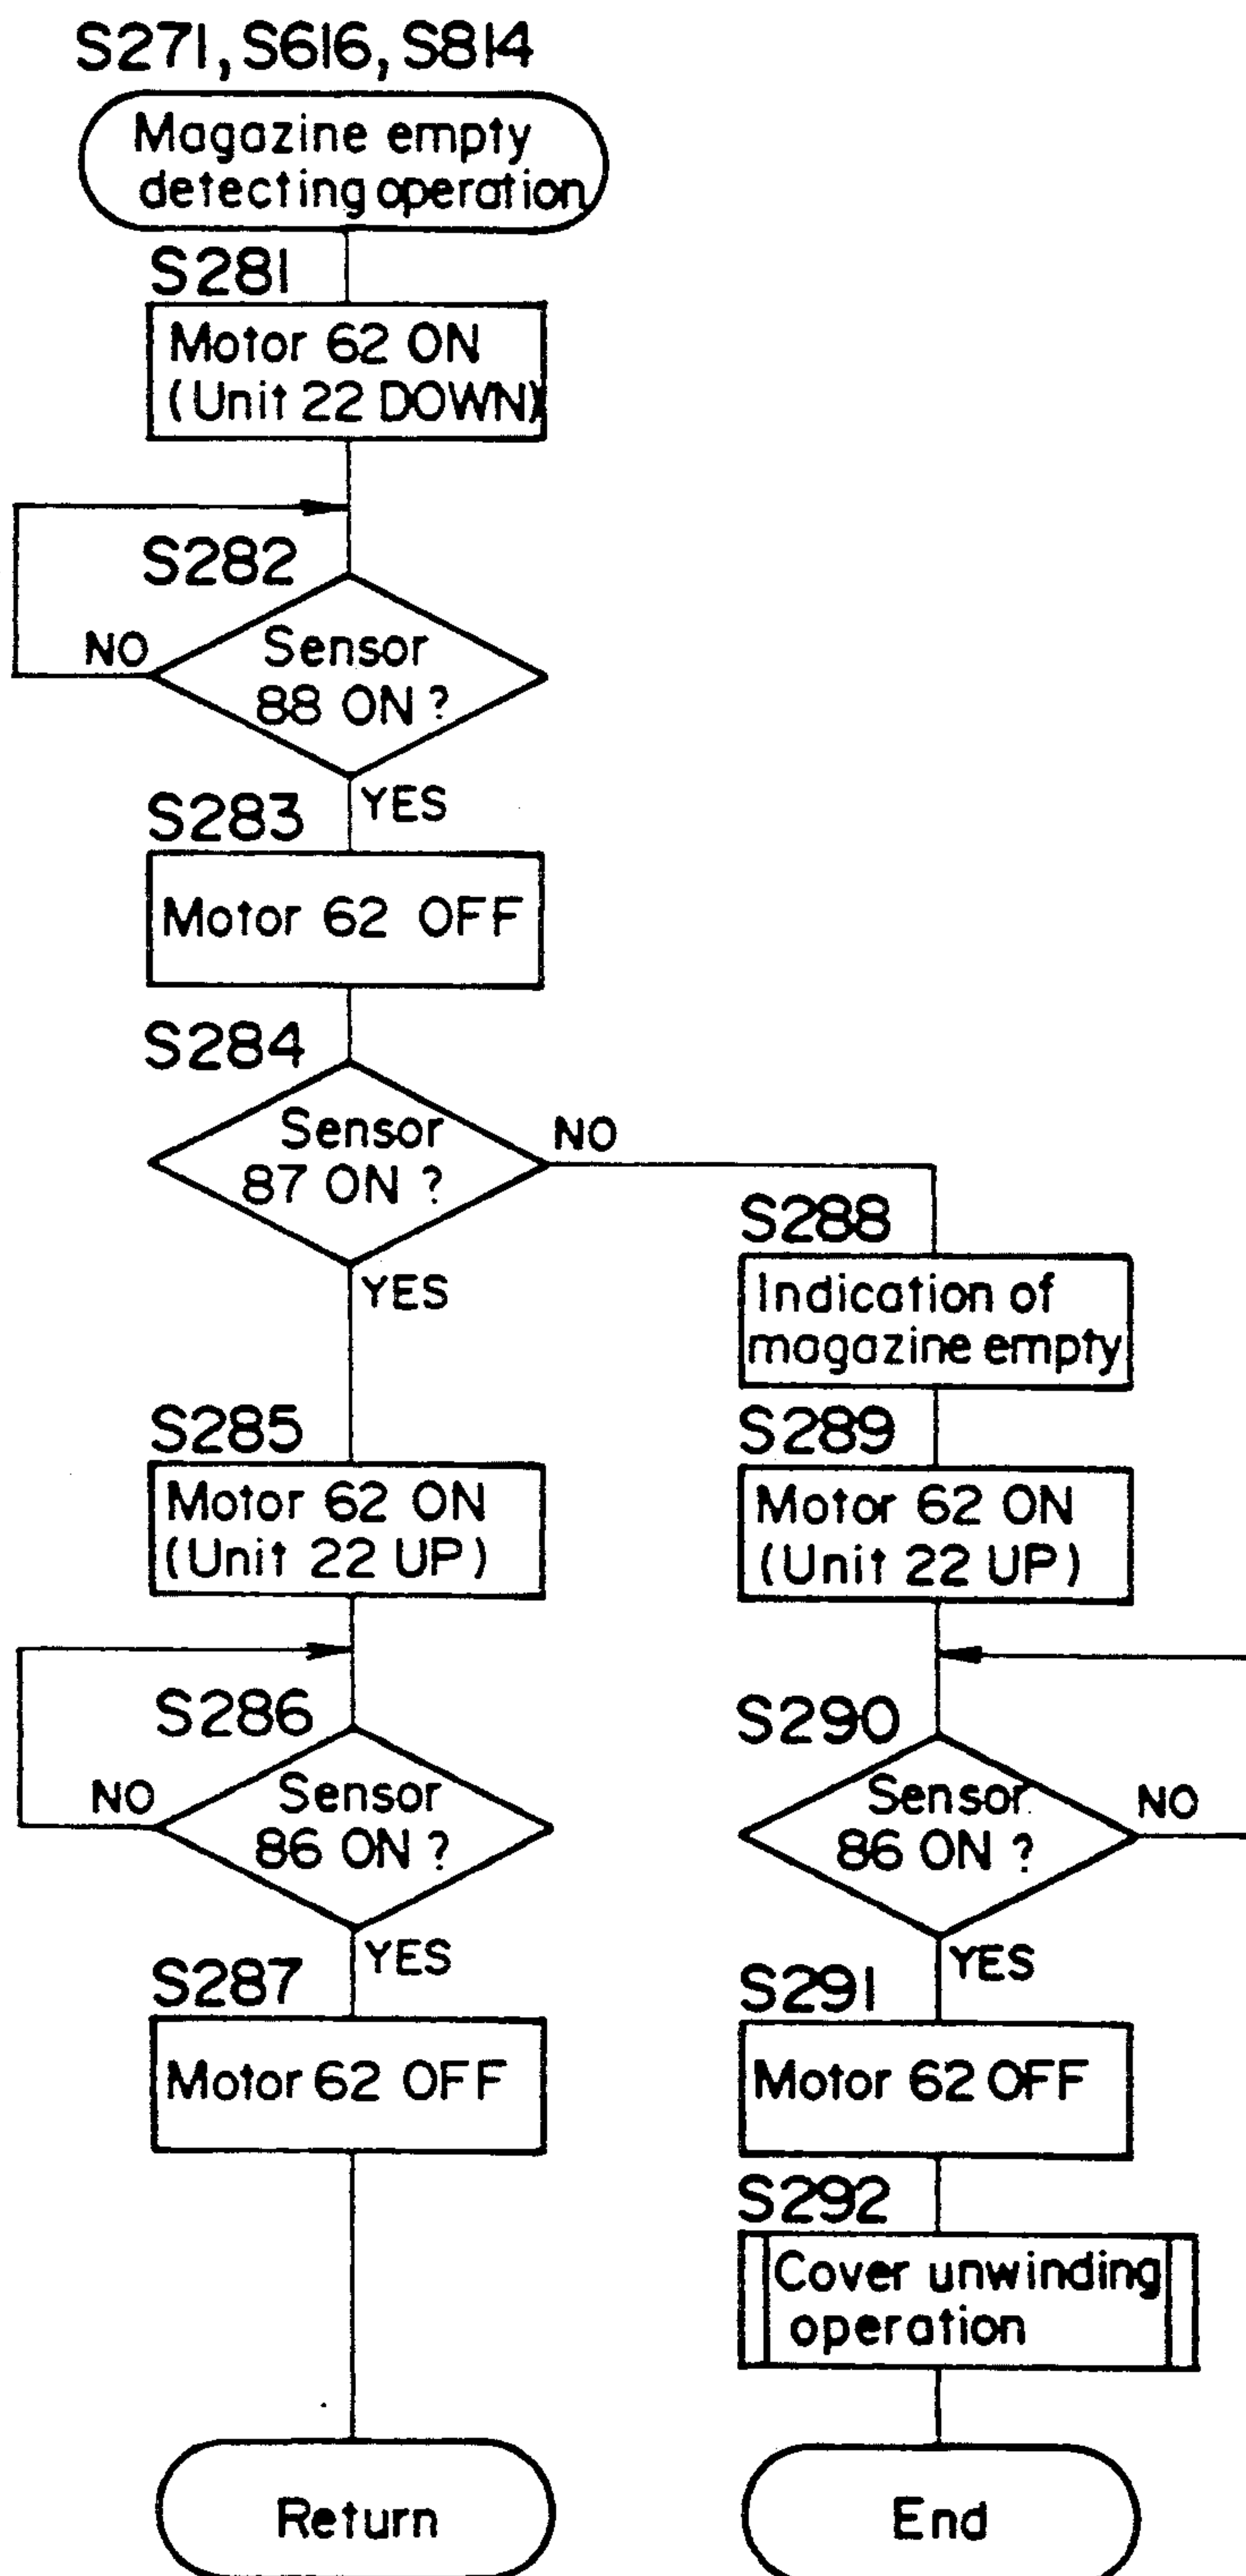 S271, S616, S814
Magazine empty
detecting operation
S281
Motor 62 ON
(Unit 22 DOWN)
S282
NO
Sensor
88 ON ?
YES
S283
Motor 62 OFF
S284
Sensor
87 ON ?
NO
YES
S288
Indication of
magazine empty
S285
Motor 62 ON
(Unit 22 UP)
S289
Motor 62 ON
(Unit 22 UP)
S286
NO
Sensor
86 ON ?
YES
S290
Sensor
86 ON ?
NO
YES
S287
Motor 62 OFF
S291
Motor 62 OFF
S292
Cover unwinding
operation
Return
End